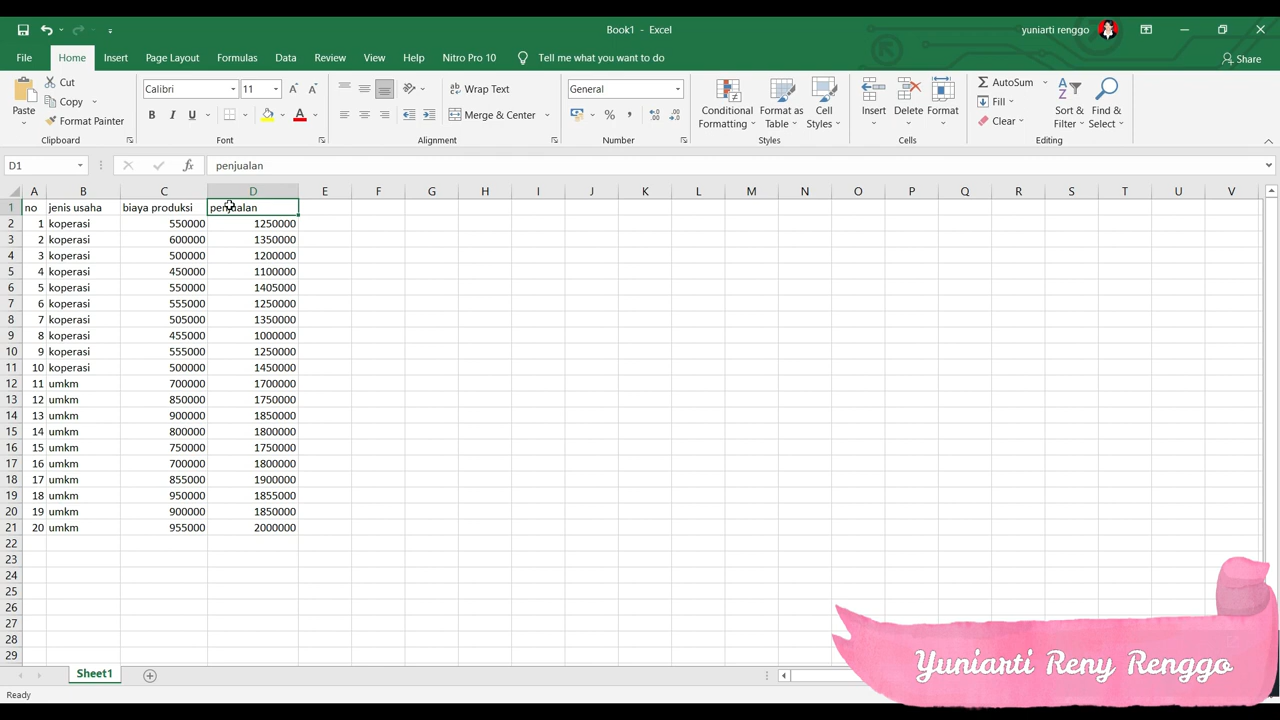 Book1 - Excel
yuniarti renggo
File Home Insert Page Layout Formulas Data Review View Help Nitro Pro 10 Tell me what you want to do Share
Paste
Cut
Copy
Format Painter
Clipboard
Calibri 11
B I U
Font
Wrap Text
Merge & Center
Alignment
General
Number
Conditional Formatting
Format as Table
Cell Styles
Styles
Insert Delete Format
Cells
AutoSum
Fill
Clear
Sort & Filter
Find & Select
Editing
D1 fx penjualan
A B C D E F G H I J K L M N O P Q R S T U V
1 no jenis usaha biaya produksi penjualan
2 1 koperasi 550000 1250000
3 2 koperasi 600000 1350000
4 3 koperasi 500000 1200000
5 4 koperasi 450000 1100000
6 5 koperasi 550000 1405000
7 6 koperasi 555000 1250000
8 7 koperasi 505000 1350000
9 8 koperasi 455000 1000000
10 9 koperasi 555000 1250000
11 10 koperasi 500000 1450000
12 11 umkm 700000 1700000
13 12 umkm 850000 1750000
14 13 umkm 900000 1850000
15 14 umkm 800000 1800000
16 15 umkm 750000 1750000
17 16 umkm 700000 1800000
18 17 umkm 855000 1900000
19 18 umkm 950000 1855000
20 19 umkm 900000 1850000
21 20 umkm 955000 2000000
22
23
24
25
26
27
28
29
Yuniarti Reny Renggo
Sheet1
Ready